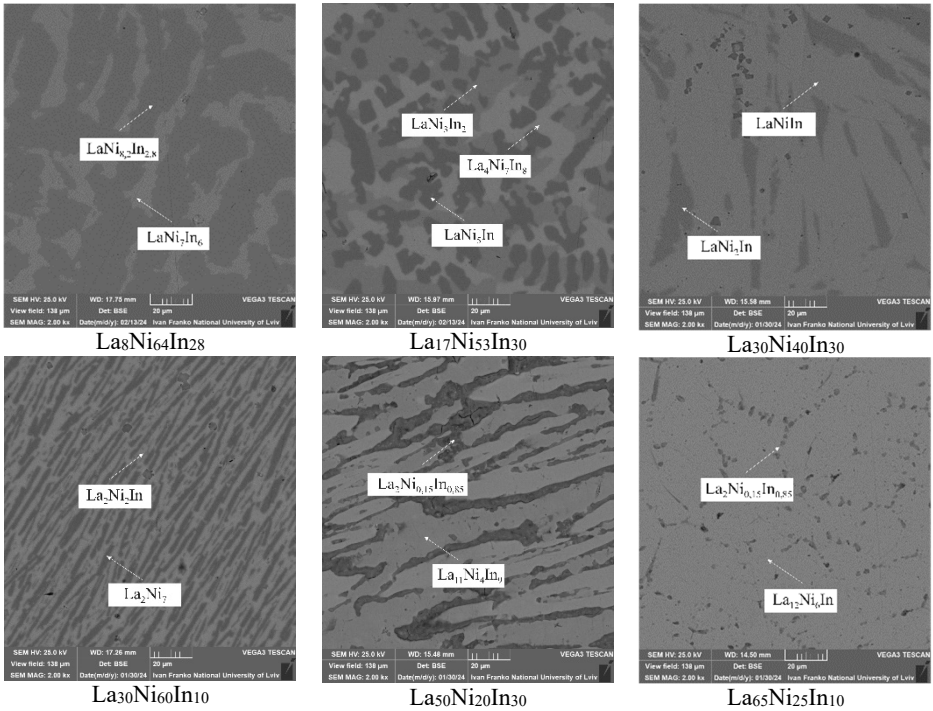 LaNi₈,₂In₂,₈
LaNi₇In₆
SEM HV: 25.0 kV WD: 17.75 mm VEGA3 TESCAN
View field: 138 µm Det: BSE 20 µm
SEM MAG: 2.00 kx Date(m/d/y): 02/13/24 Ivan Franko National University of Lviv
La₈Ni₆₄In₂₈
LaNi₃In₂
La₄Ni₇In₈
LaNi₅In
SEM HV: 25.0 kV WD: 15.97 mm VEGA3 TESCAN
View field: 138 µm Det: BSE 20 µm
SEM MAG: 2.00 kx Date(m/d/y): 02/13/24 Ivan Franko National University of Lviv
La₁₇Ni₅₃In₃₀
LaNiIn
LaNi₂In
SEM HV: 25.0 kV WD: 15.58 mm VEGA3 TESCAN
View field: 138 µm Det: BSE 20 µm
SEM MAG: 2.00 kx Date(m/d/y): 01/30/24 Ivan Franko National University of Lviv
La₃₀Ni₄₀In₃₀
La₂Ni₂In
La₂Ni₇
SEM HV: 25.0 kV WD: 17.26 mm VEGA3 TESCAN
View field: 138 µm Det: BSE 20 µm
SEM MAG: 2.00 kx Date(m/d/y): 01/30/24 Ivan Franko National University of Lviv
La₃₀Ni₆₀In₁₀
La₂Ni₀,₁₅In₀,₈₅
La₁₁Ni₄In₉
SEM HV: 25.0 kV WD: 15.46 mm VEGA3 TESCAN
View field: 138 µm Det: BSE 20 µm
SEM MAG: 2.00 kx Date(m/d/y): 01/30/24 Ivan Franko National University of Lviv
La₅₀Ni₂₀In₃₀
La₂Ni₀,₁₅In₀,₈₅
La₁₂Ni₆In
SEM HV: 25.0 kV WD: 14.50 mm VEGA3 TESCAN
View field: 138 µm Det: BSE 20 µm
SEM MAG: 2.00 kx Date(m/d/y): 01/30/24 Ivan Franko National University of Lviv
La₆₅Ni₂₅In₁₀